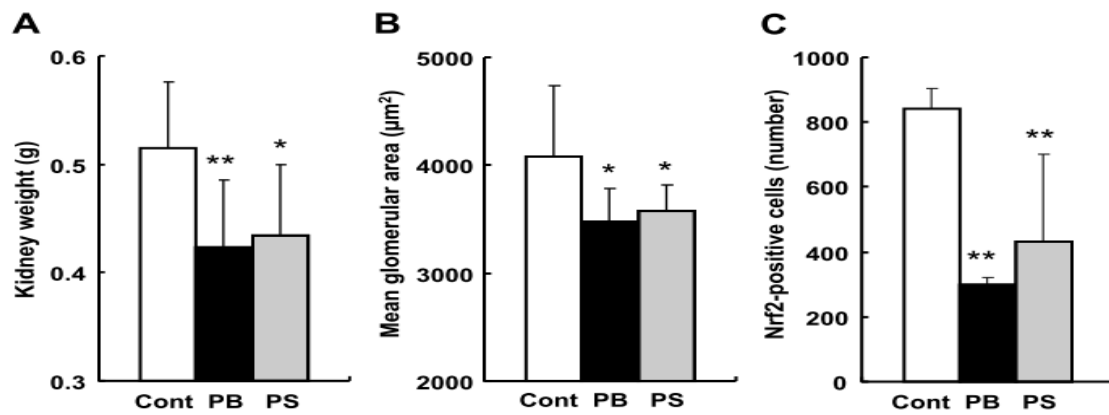 A
Kidney weight (g)
0.6
0.5
0.4
0.3
**
*
Cont PB PS
B
Mean glomerular area (µm²)
5000
4000
3000
2000
*
*
Cont PB PS
C
Nrf2-positive cells (number)
1000
800
600
400
200
0
**
**
Cont PB PS